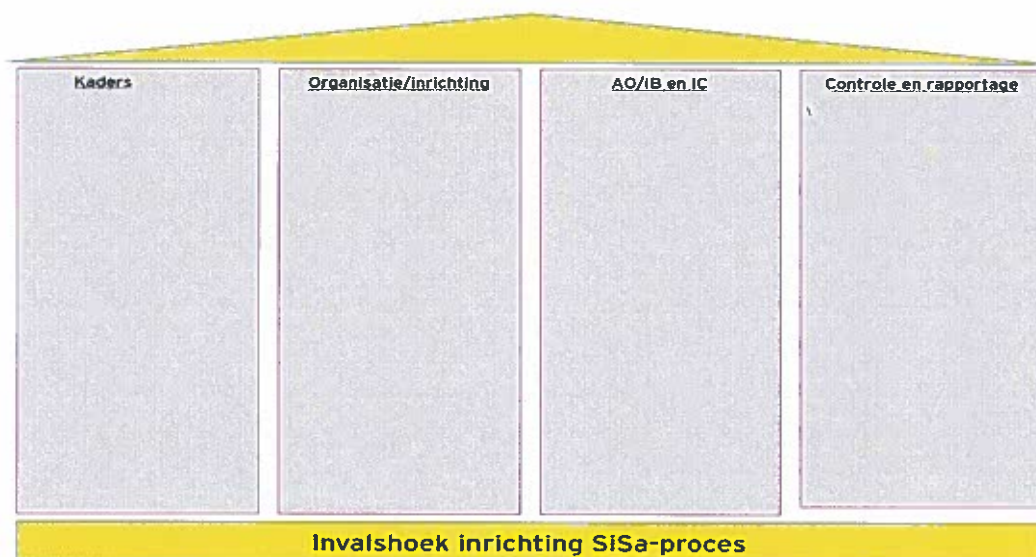 Kaders
Organisatie/inrichting
AO/IB en IC
Controle en rapportage
Invalshoek inrichting SiSa-proces